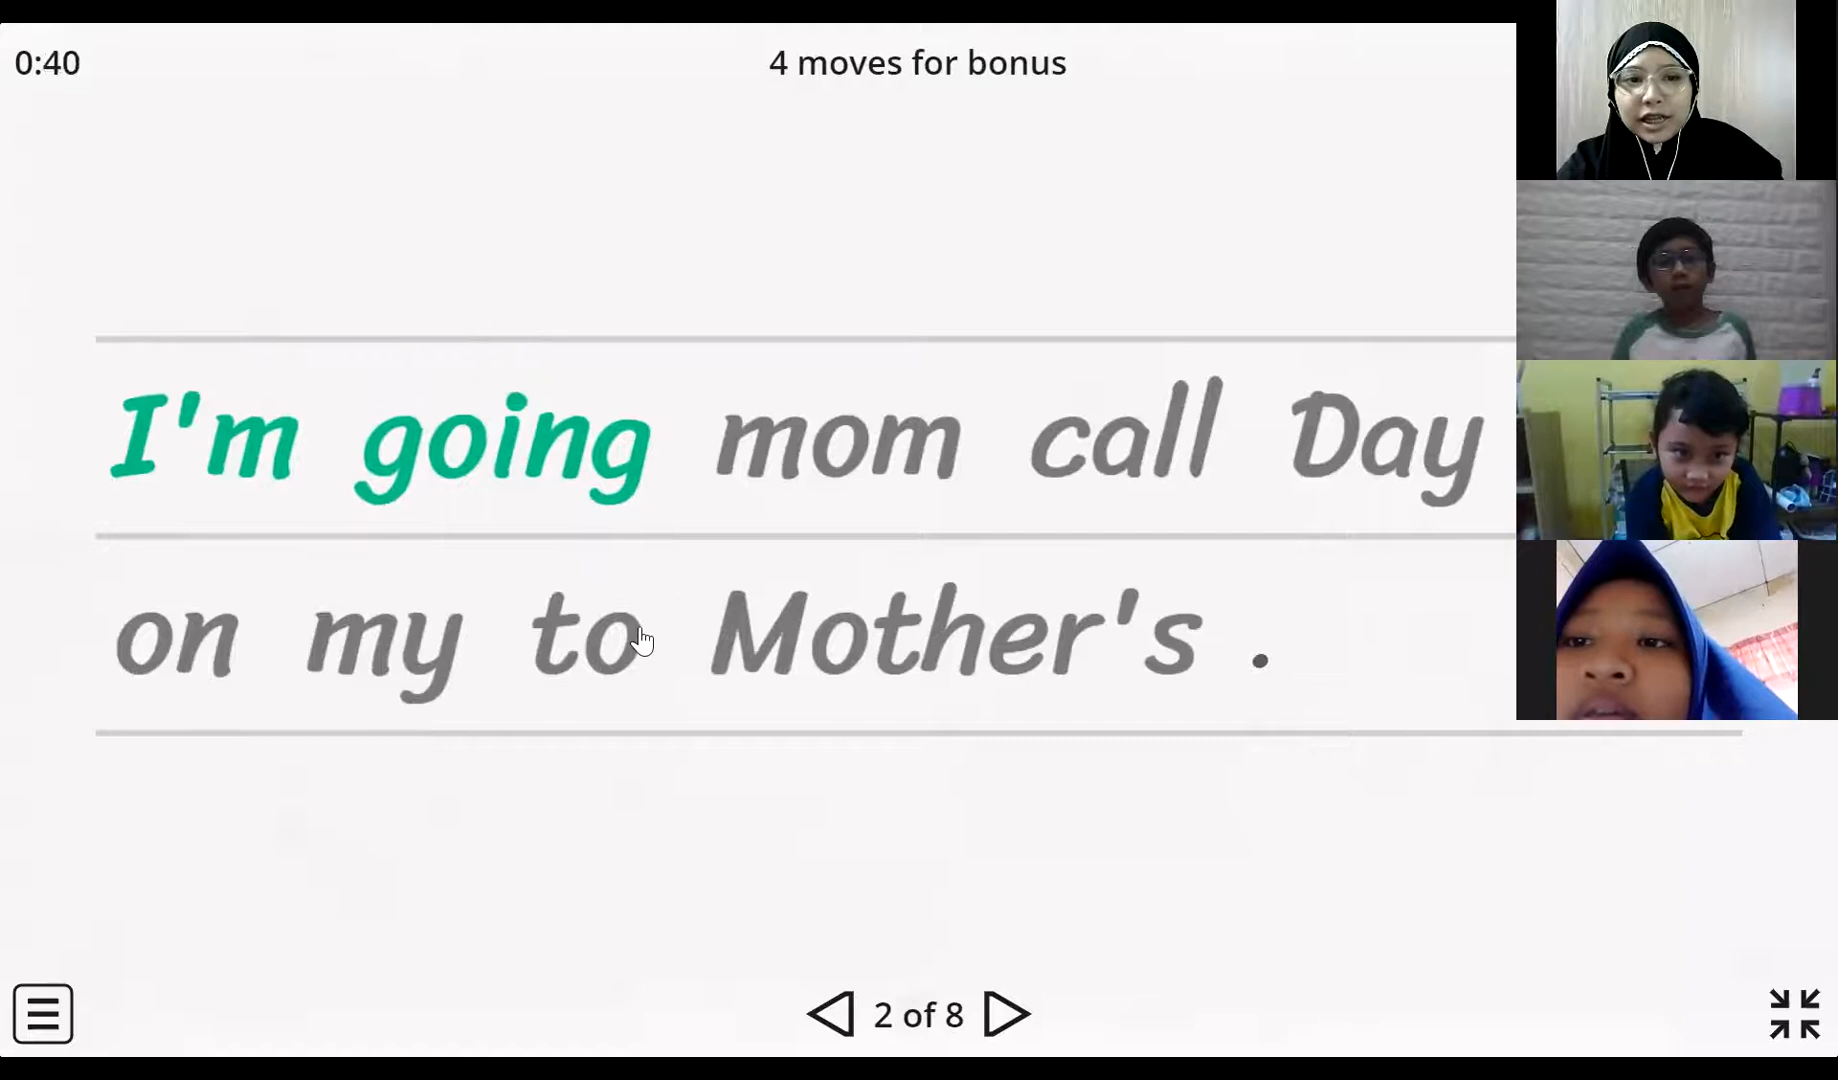 0:40
4 moves for bonus
I'm going mom call Day
on my to Mother's .
2 of 8